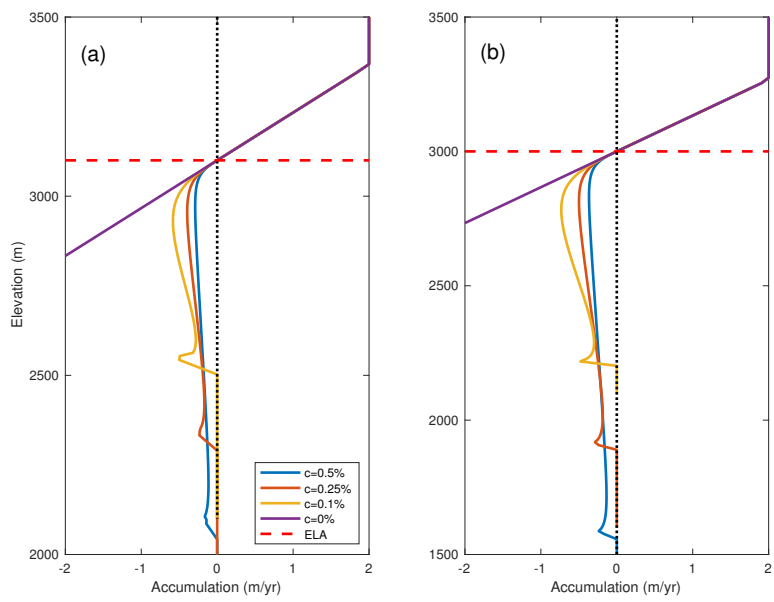 (a)
3500
3000
2500
2000
Elevation (m)
-2 -1 0 1 2
Accumulation (m/yr)
c=0.5%
c=0.25%
c=0.1%
c=0%
ELA
(b)
3500
3000
2500
2000
1500
-2 -1 0 1 2
Accumulation (m/yr)